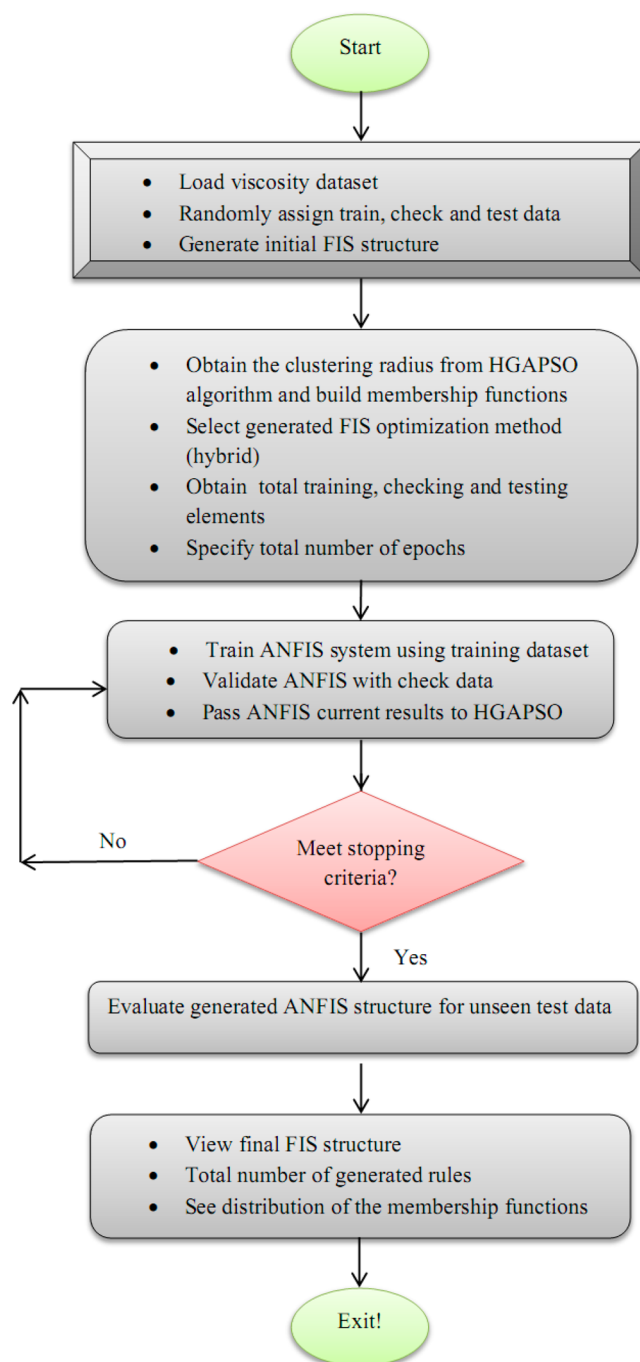 Start
• Load viscosity dataset
• Randomly assign train, check and test data
• Generate initial FIS structure
• Obtain the clustering radius from HGAPSO
algorithm and build membership functions
• Select generated FIS optimization method
(hybrid)
• Obtain total training, checking and testing
elements
• Specify total number of epochs
• Train ANFIS system using training dataset
• Validate ANFIS with check data
• Pass ANFIS current results to HGAPSO
No
Meet stopping
criteria?
Yes
Evaluate generated ANFIS structure for unseen test data
• View final FIS structure
• Total number of generated rules
• See distribution of the membership functions
Exit!